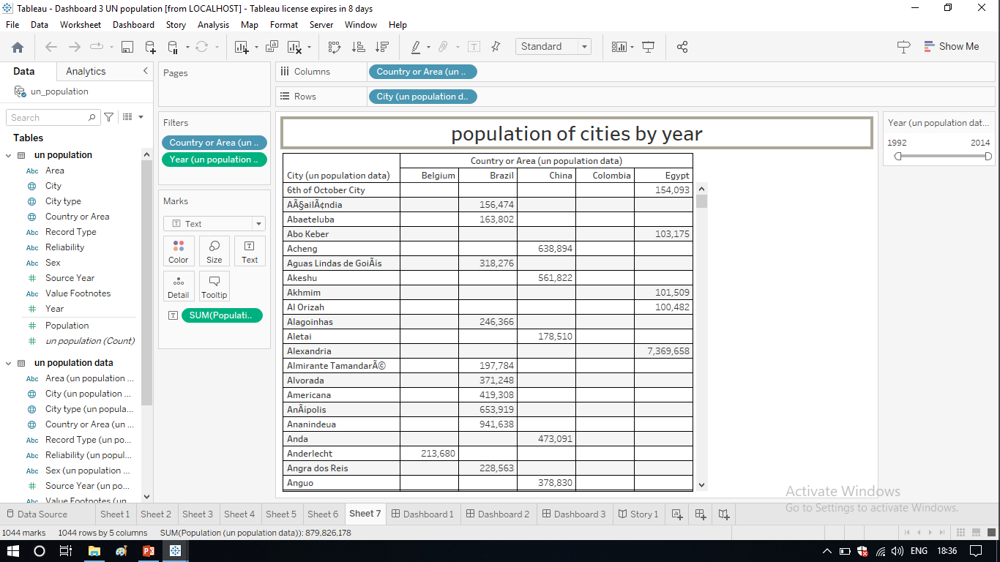 Tableau - Dashboard 3 UN population [from LOCALHOST] - Tableau license expires in 8 days
File Data Worksheet Dashboard Story Analysis Map Format Server Window Help
Standard Show Me
Data Analytics
un_population
Search
Tables
un population
Abc Area
City
City type
Country or Area
Abc Record Type
Abc Reliability
Abc Sex
# Source Year
Abc Value Footnotes
# Year
# Population
# un population (Count)
un population data
Abc Area (un population ...
City (un population ...
City type (un popula...
Country or Area (un ...
Abc Record Type (un po...
Abc Reliability (un popul...
Abc Sex (un population ...
# Source Year (un po...
Abc Value Footnotes (un
Pages
Filters
Country or Area (un ..
Year (un population ..
Marks
T Text
Color Size T Text
Detail Tooltip
T SUM(Populati..
Columns Country or Area (un ..
Rows City (un population d..
population of cities by year
Country or Area (un population data)
City (un population data) Belgium Brazil China Colombia Egypt
6th of October City 154,093
AÃ§ailÃ¢ndia 156,474
Abaeteluba 163,802
Abo Keber 103,175
Acheng 638,894
Aguas Lindas de GoiÃis 318,276
Akeshu 561,822
Akhmim 101,509
Al Orizah 100,482
Alagoinhas 246,366
Aletai 178,510
Alexandria 7,369,658
Almirante TamandarÃ© 197,784
Alvorada 371,248
Americana 419,308
AnÃipolis 653,919
Ananindeua 941,638
Anda 473,091
Anderlecht 213,680
Angra dos Reis 228,563
Anguo 378,830
Year (un population dat...
1992 2014
Activate Windows
Go to Settings to activate Windows.
Data Source Sheet 1 Sheet 2 Sheet 3 Sheet 4 Sheet 5 Sheet 6 Sheet 7 Dashboard 1 Dashboard 2 Dashboard 3 Story 1
1044 marks 1044 rows by 5 columns SUM(Population (un population data)): 879,826,178
ENG 18:36